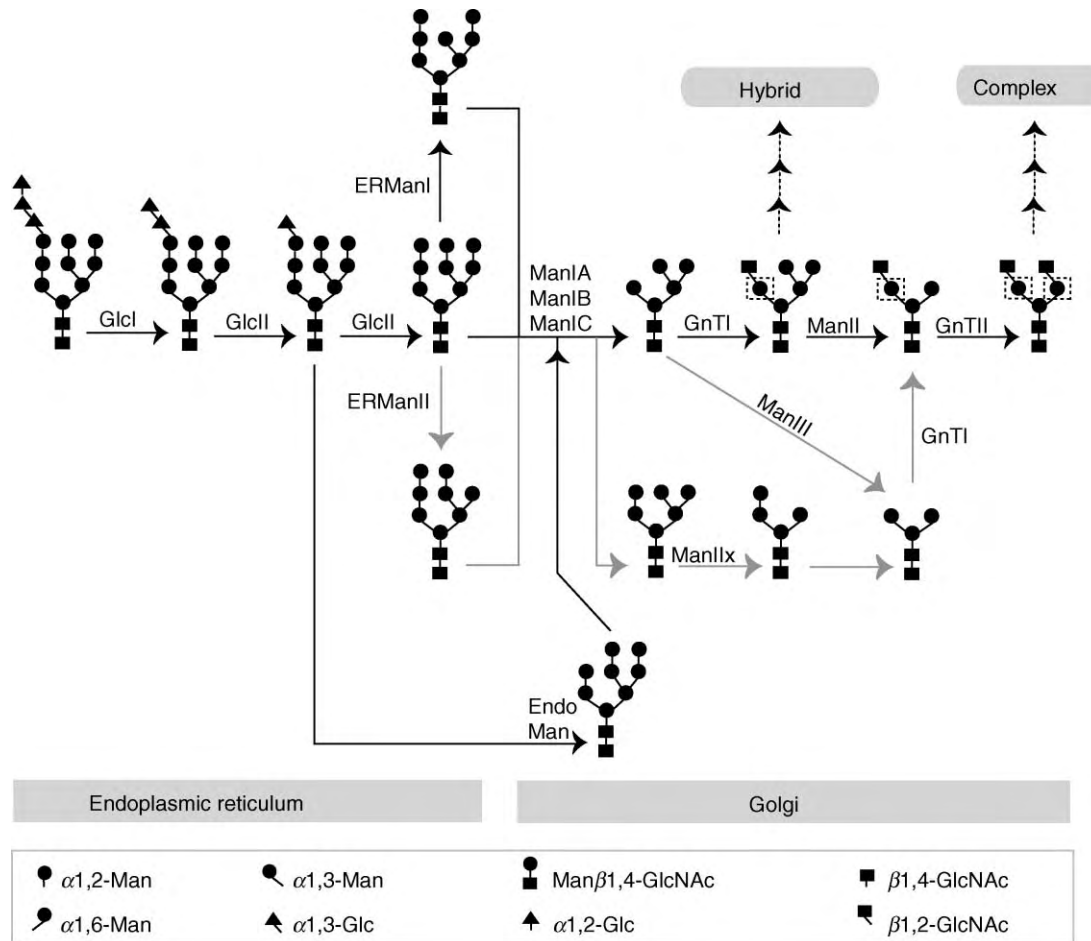 Hybrid
Complex
ERManI
ManIA
ManIB
ManIC
GlcI
GlcII
GlcII
GnTI
ManII
GnTII
ERManII
ManIII
GnTI
ManIIx
Endo
Man
Endoplasmic reticulum
Golgi
α1,2-Man
α1,3-Man
Manβ1,4-GlcNAc
β1,4-GlcNAc
α1,6-Man
α1,3-Glc
α1,2-Glc
β1,2-GlcNAc